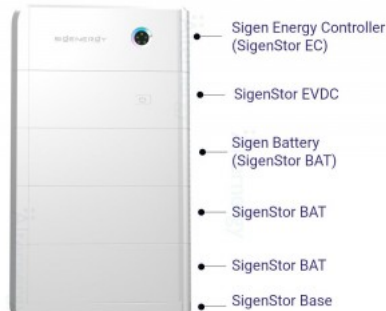 SIGENERGY
Sigen Energy Controller
(SigenStor EC)
SigenStor EVDC
Sigen Battery
(SigenStor BAT)
SigenStor BAT
SigenStor BAT
SigenStor Base